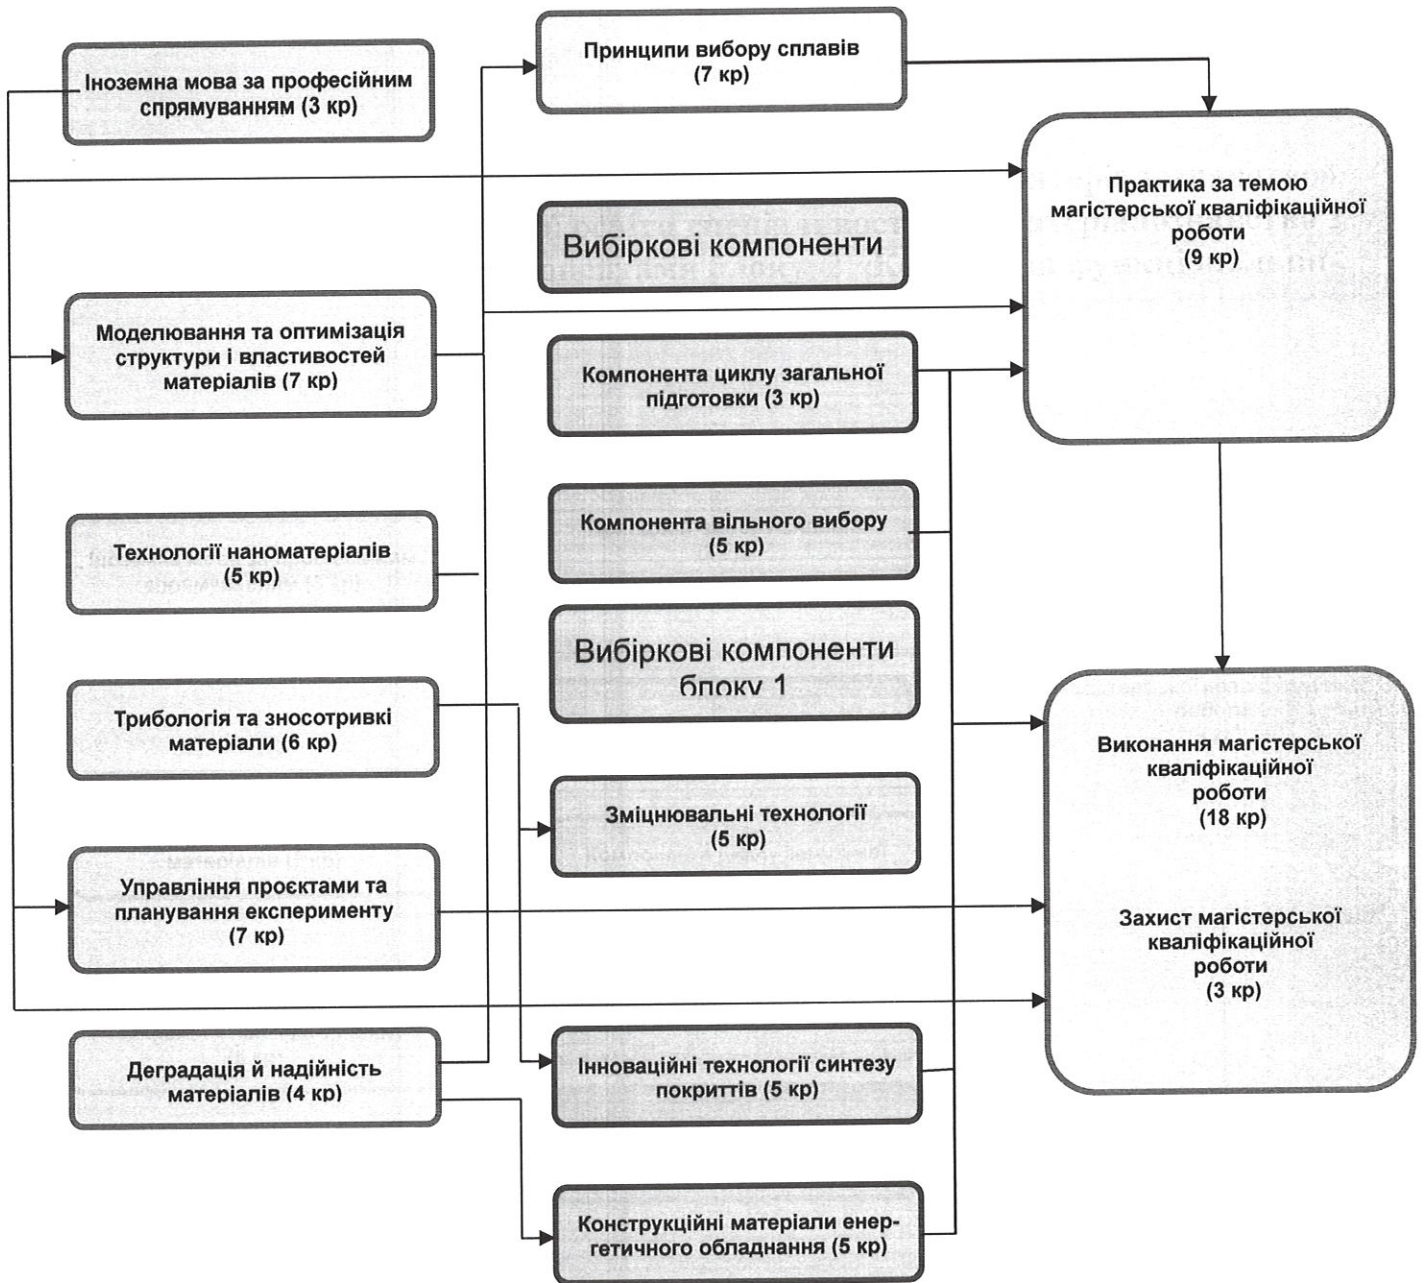 Іноземна мова за професійним
спрямуванням (3 кр)
Моделювання та оптимізація
структури і властивостей
матеріалів (7 кр)
Технології наноматеріалів
(5 кр)
Трибологія та зносотривкі
матеріали (6 кр)
Управління проєктами та
планування експерименту
(7 кр)
Деградація й надійність
матеріалів (4 кр)
Принципи вибору сплавів
(7 кр)
Вибіркові компоненти
Компонента циклу загальної
підготовки (3 кр)
Компонента вільного вибору
(5 кр)
Вибіркові компоненти
блоку 1
Зміцнювальні технології
(5 кр)
Інноваційні технології синтезу
покриттів (5 кр)
Конструкційні матеріали енер-
гетичного обладнання (5 кр)
Практика за темою
магістерської кваліфікаційної
роботи
(9 кр)
Виконання магістерської
кваліфікаційної
роботи
(18 кр)
Захист магістерської
кваліфікаційної
роботи
(3 кр)